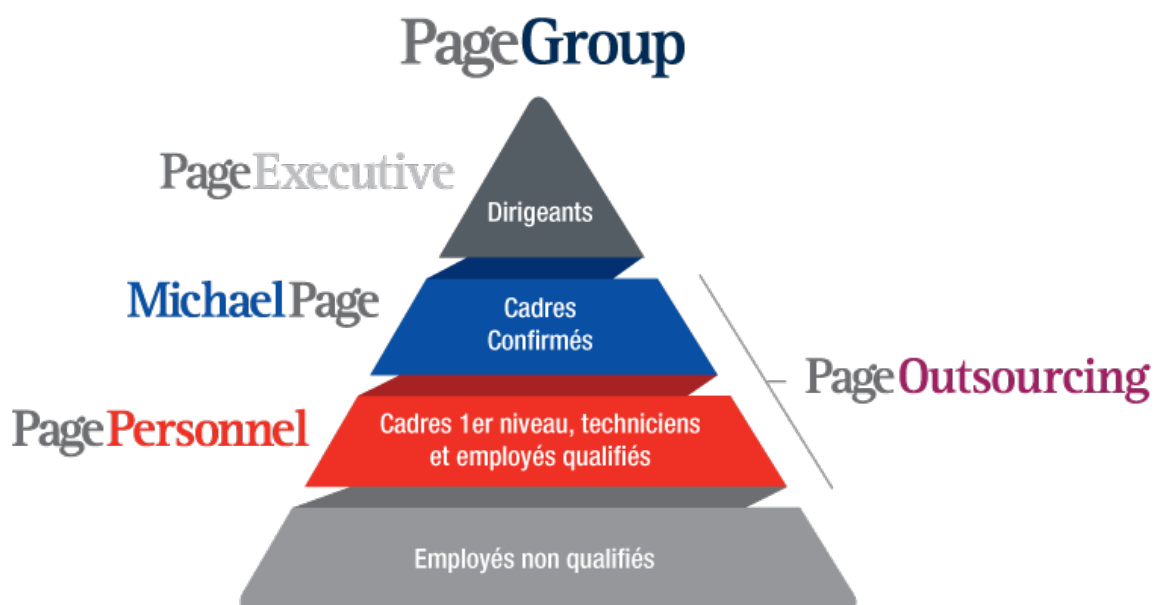 PageGroup
PageExecutive
Dirigeants
MichaelPage
Cadres
Confirmés
PageOutsourcing
PagePersonnel
Cadres 1er niveau, techniciens
et employés qualifiés
Employés non qualifiés